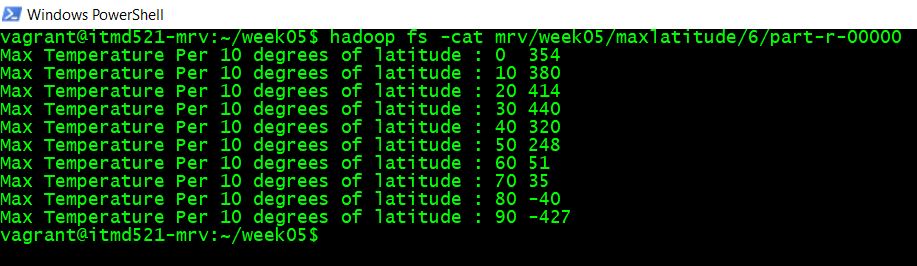 Windows PowerShell
vagrant@itmd521-mrv:~/week05$ hadoop fs -cat mrv/week05/maxlatitude/6/part-r-00000
Max Temperature Per 10 degrees of latitude : 0  354
Max Temperature Per 10 degrees of latitude : 10 380
Max Temperature Per 10 degrees of latitude : 20 414
Max Temperature Per 10 degrees of latitude : 30 440
Max Temperature Per 10 degrees of latitude : 40 320
Max Temperature Per 10 degrees of latitude : 50 248
Max Temperature Per 10 degrees of latitude : 60 51
Max Temperature Per 10 degrees of latitude : 70 35
Max Temperature Per 10 degrees of latitude : 80 -40
Max Temperature Per 10 degrees of latitude : 90 -427
vagrant@itmd521-mrv:~/week05$